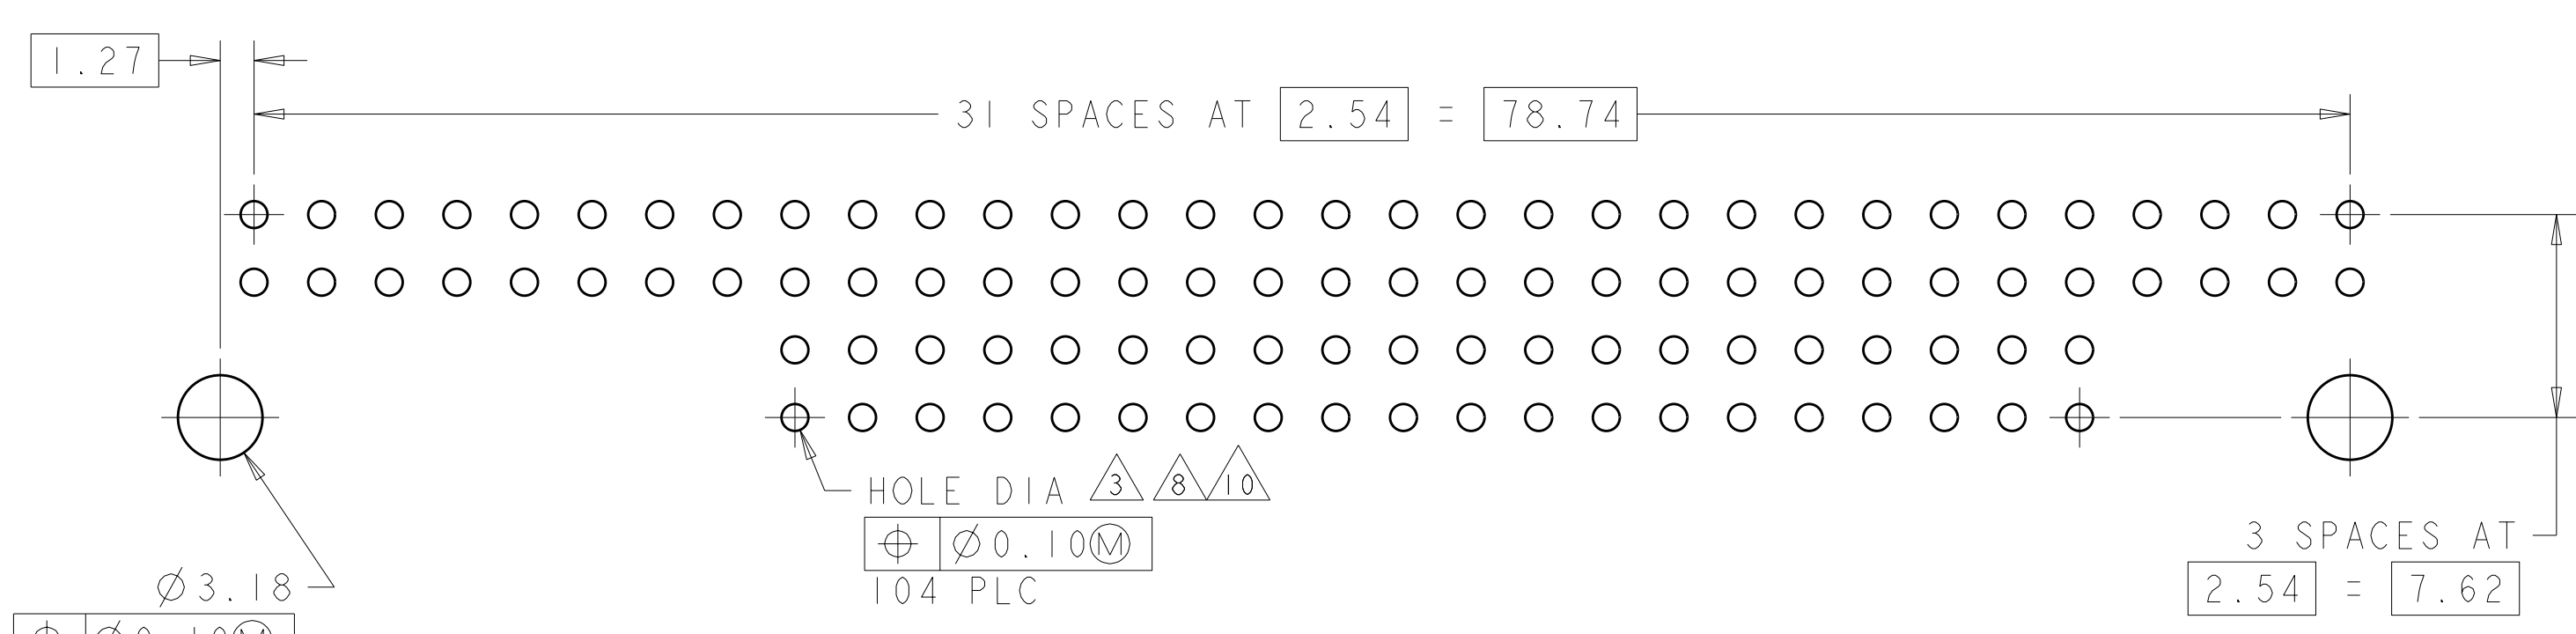 1.27
31 SPACES AT 2.54 = 78.74
HOLE DIA 3 8 10
⌖ Ø0.10Ⓜ
104 PLC
3 SPACES AT
2.54 = 7.62
Ø3.18